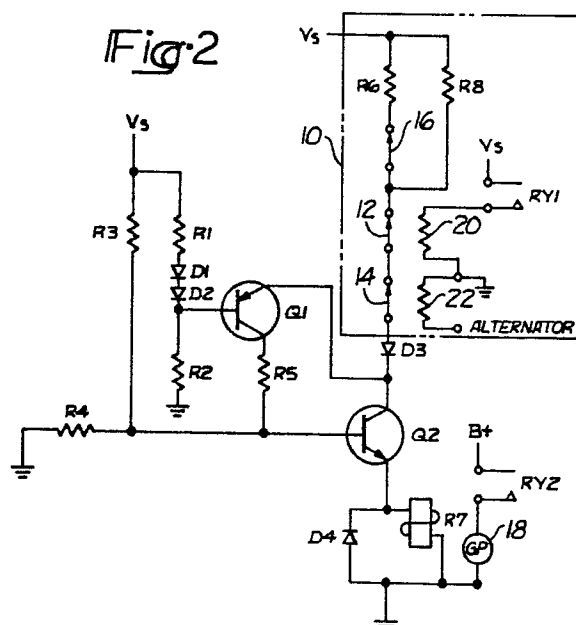 Fig. 2
Vs
R6
R8
16
10
Vs
Vs
RY1
12
20
R3
R1
D1
D2
14
22
ALTERNATOR
Q1
D3
R2
R5
R4
Q2
B+
RY2
D4
R7
18
GP